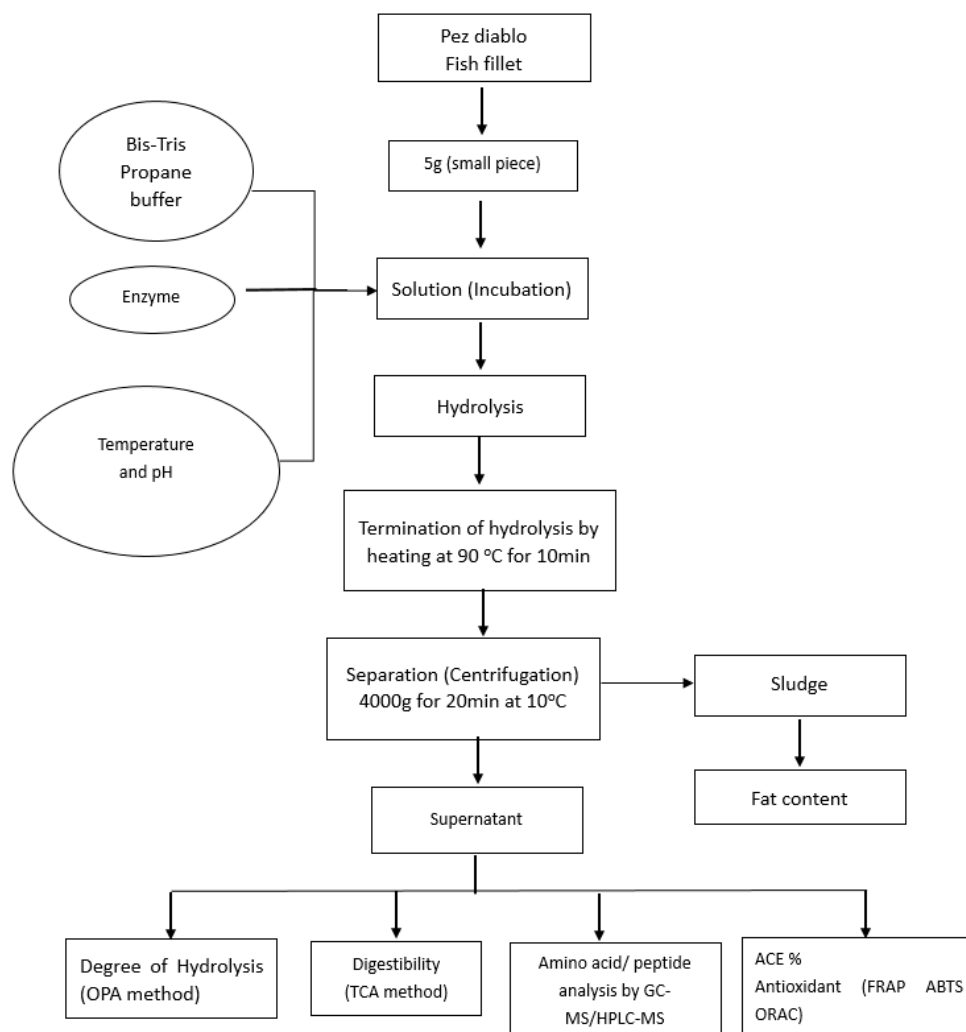 Pez diablo
Fish fillet
5g (small piece)
Bis-Tris
Propane
buffer
Enzyme
Solution (Incubation)
Temperature
and pH
Hydrolysis
Termination of hydrolysis by
heating at 90 °C for 10min
Separation (Centrifugation)
4000g for 20min at 10°C
Sludge
Fat content
Supernatant
Degree of Hydrolysis
(OPA method)
Digestibility
(TCA method)
Amino acid/ peptide
analysis by GC-
MS/HPLC-MS
ACE %
Antioxidant (FRAP ABTS
ORAC)